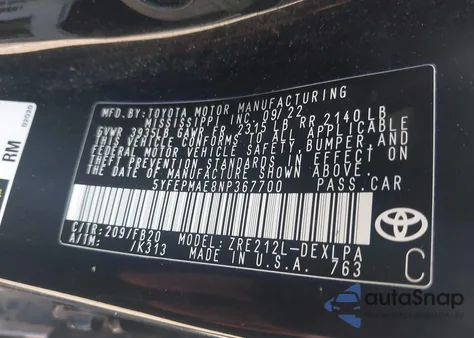 MFD. BY: TOYOTA MOTOR MANUFACTURING
MISSISSIPPI INC. 09/22
GVWR 3935LB GAWR FR 2315 LB RR 2140 LB
THIS VEHICLE CONFORMS TO ALL APPLICABLE
FEDERAL MOTOR VEHICLE SAFETY, BUMPER, AND
THEFT PREVENTION STANDARDS IN EFFECT ON
THE DATE OF MANUFACTURE SHOWN ABOVE.
5YFEPMAE8NP367700 PASS.CAR
C/TR: 209/FB20 MODEL: ZRE212L-DEXLPA
A/TM: /K313 MADE IN U.S.A. 763
C
TOYOTA
RM
autoSnap